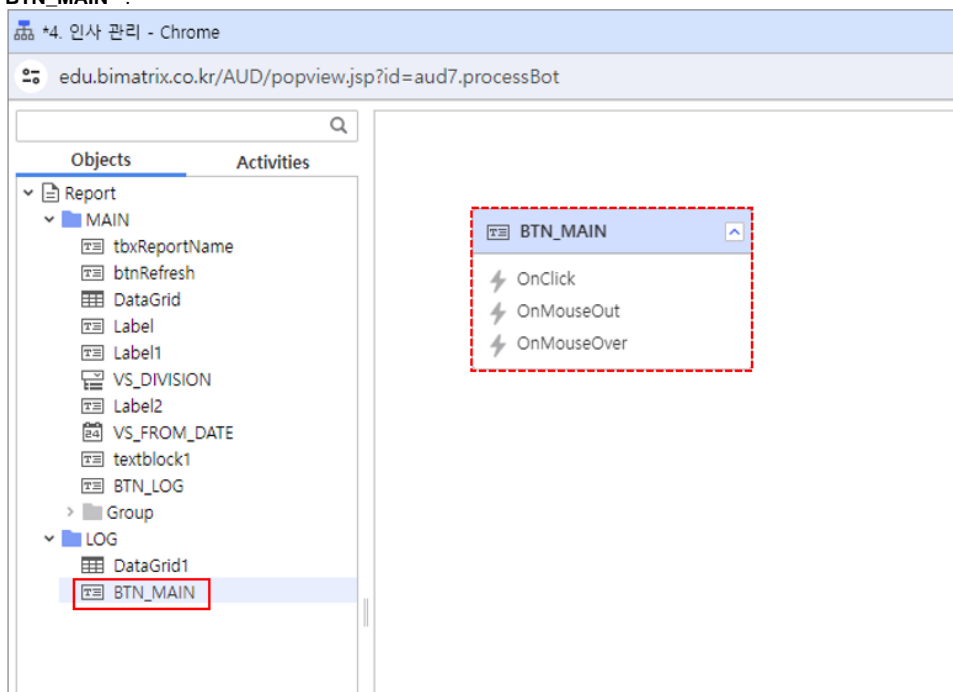 BTN_MAIN" .
*4. 인사 관리 - Chrome
edu.bimatrix.co.kr/AUD/popview.jsp?id=aud7.processBot
Objects
Activities
Report
MAIN
tbxReportName
btnRefresh
DataGrid
Label
Label1
VS_DIVISION
Label2
VS_FROM_DATE
textblock1
BTN_LOG
Group
LOG
DataGrid1
BTN_MAIN
BTN_MAIN
OnClick
OnMouseOut
OnMouseOver